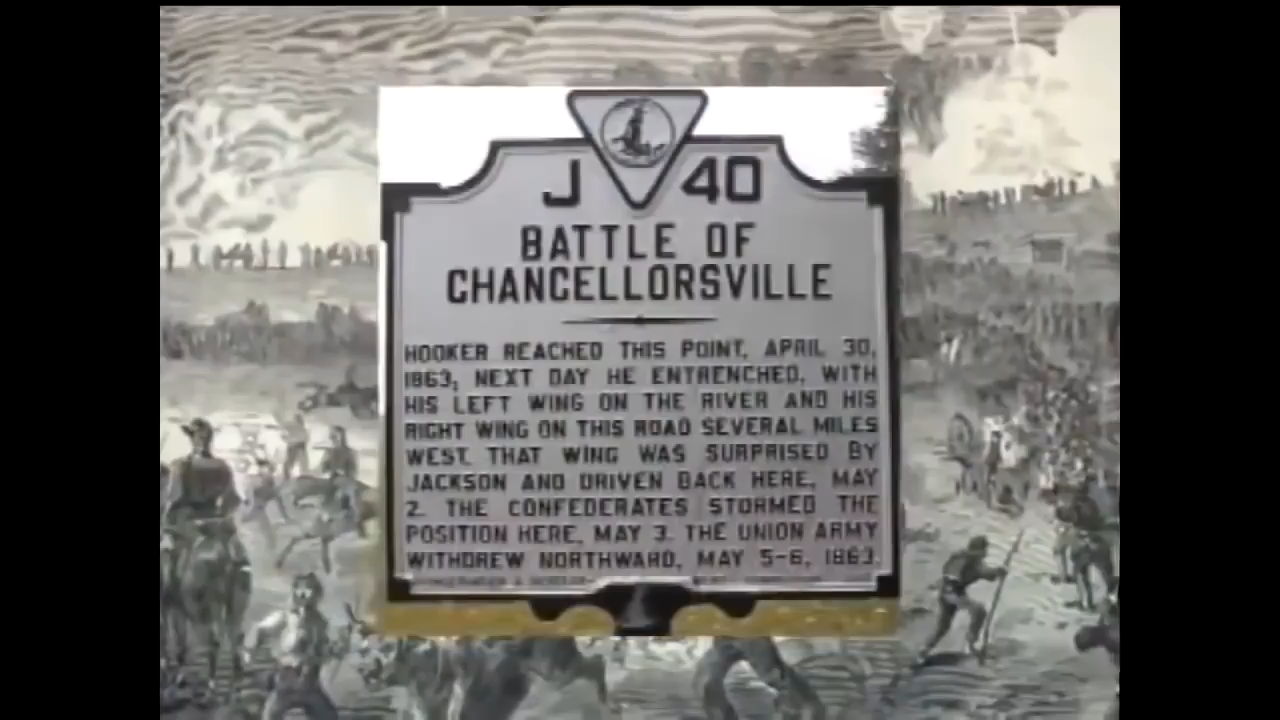 J 40
BATTLE OF
CHANCELLORSVILLE
HOOKER REACHED THIS POINT, APRIL 30,
1863; NEXT DAY HE ENTRENCHED, WITH
HIS LEFT WING ON THE RIVER AND HIS
RIGHT WING ON THIS ROAD SEVERAL MILES
WEST. THAT WING WAS SURPRISED BY
JACKSON AND DRIVEN BACK HERE, MAY
2. THE CONFEDERATES STORMED THE
POSITION HERE, MAY 3. THE UNION ARMY
WITHDREW NORTHWARD, MAY 5-6, 1863.